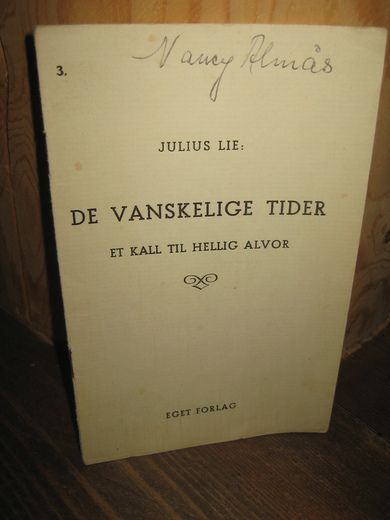 Nancy Almås
3.
JULIUS LIE:
DE VANSKELIGE TIDER
ET KALL TIL HELLIG ALVOR
EGET FORLAG